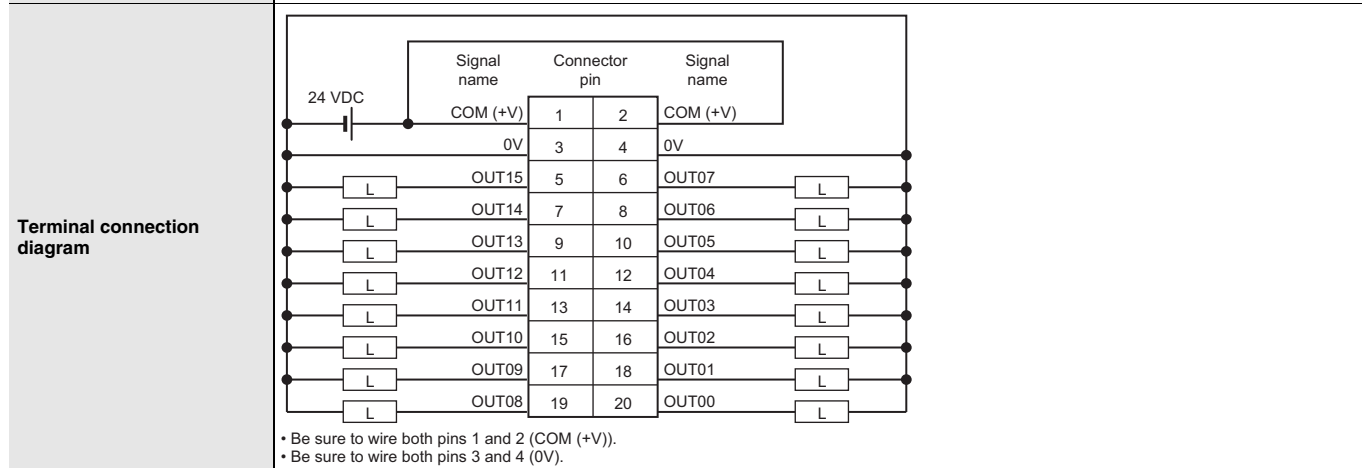 Terminal connection
diagram
Signal name Connector pin Signal name
24 VDC
COM (+V) 1 2 COM (+V)
0V 3 4 0V
L OUT15 5 6 OUT07 L
L OUT14 7 8 OUT06 L
L OUT13 9 10 OUT05 L
L OUT12 11 12 OUT04 L
L OUT11 13 14 OUT03 L
L OUT10 15 16 OUT02 L
L OUT09 17 18 OUT01 L
L OUT08 19 20 OUT00 L
• Be sure to wire both pins 1 and 2 (COM (+V)).
• Be sure to wire both pins 3 and 4 (0V).